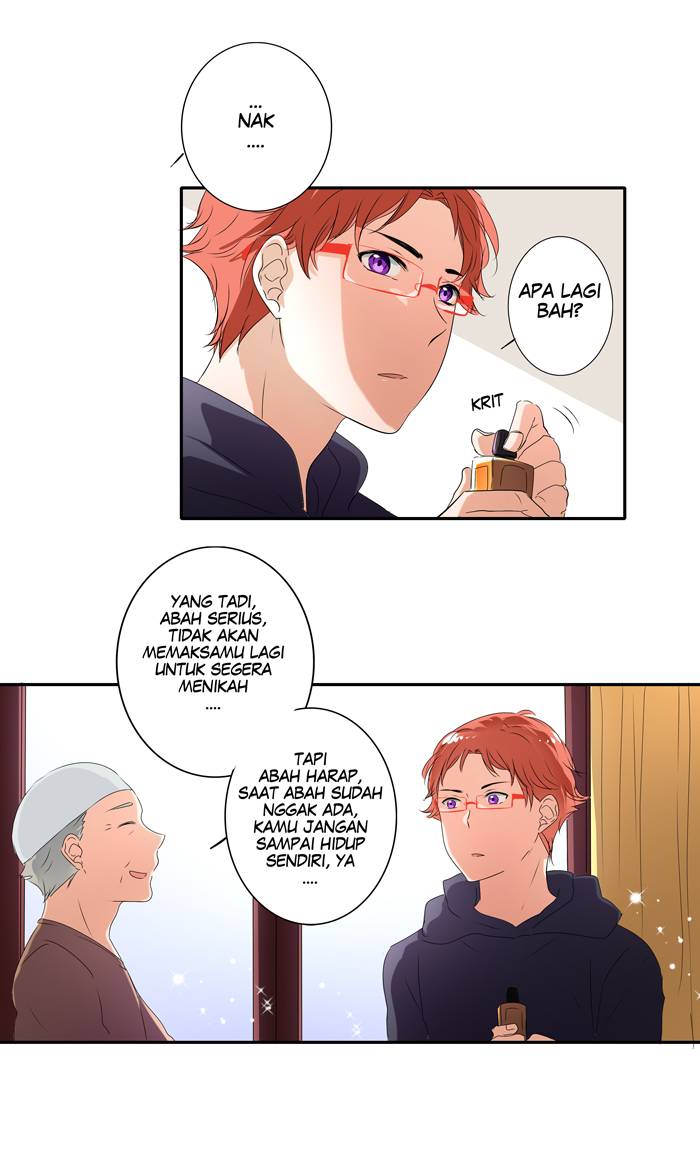 ...
NAK
....
APA LAGI
BAH?
KRIT
YANG TADI,
ABAH SERIUS,
TIDAK AKAN
MEMAKSAMU LAGI
UNTUK SEGERA
MENIKAH
....
TAPI
ABAH HARAP,
SAAT ABAH SUDAH
NGGAK ADA,
KAMU JANGAN
SAMPAI HIDUP
SENDIRI, YA
....